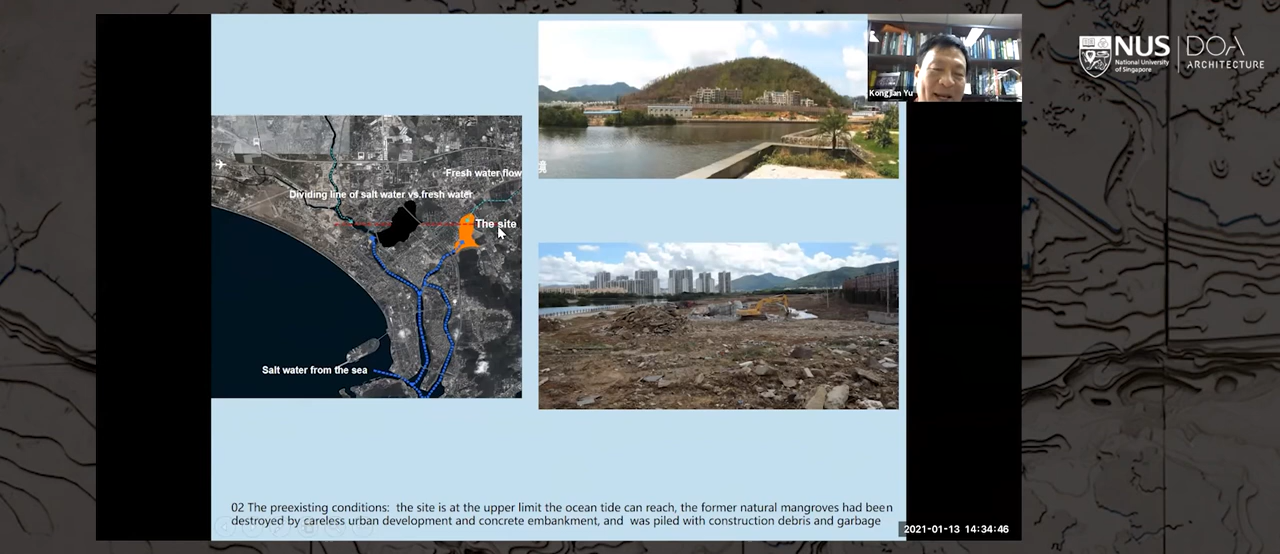 NUS
National University
of Singapore
DOA
ARCHITECTURE
Kongjian Yu
Fresh water flow
Dividing line of salt water vs.fresh water
The site
Salt water from the sea
02 The preexisting conditions: the site is at the upper limit the ocean tide can reach, the former natural mangroves had been
destroyed by careless urban development and concrete embankment, and was piled with construction debris and garbage
2021-01-13 14:34:46